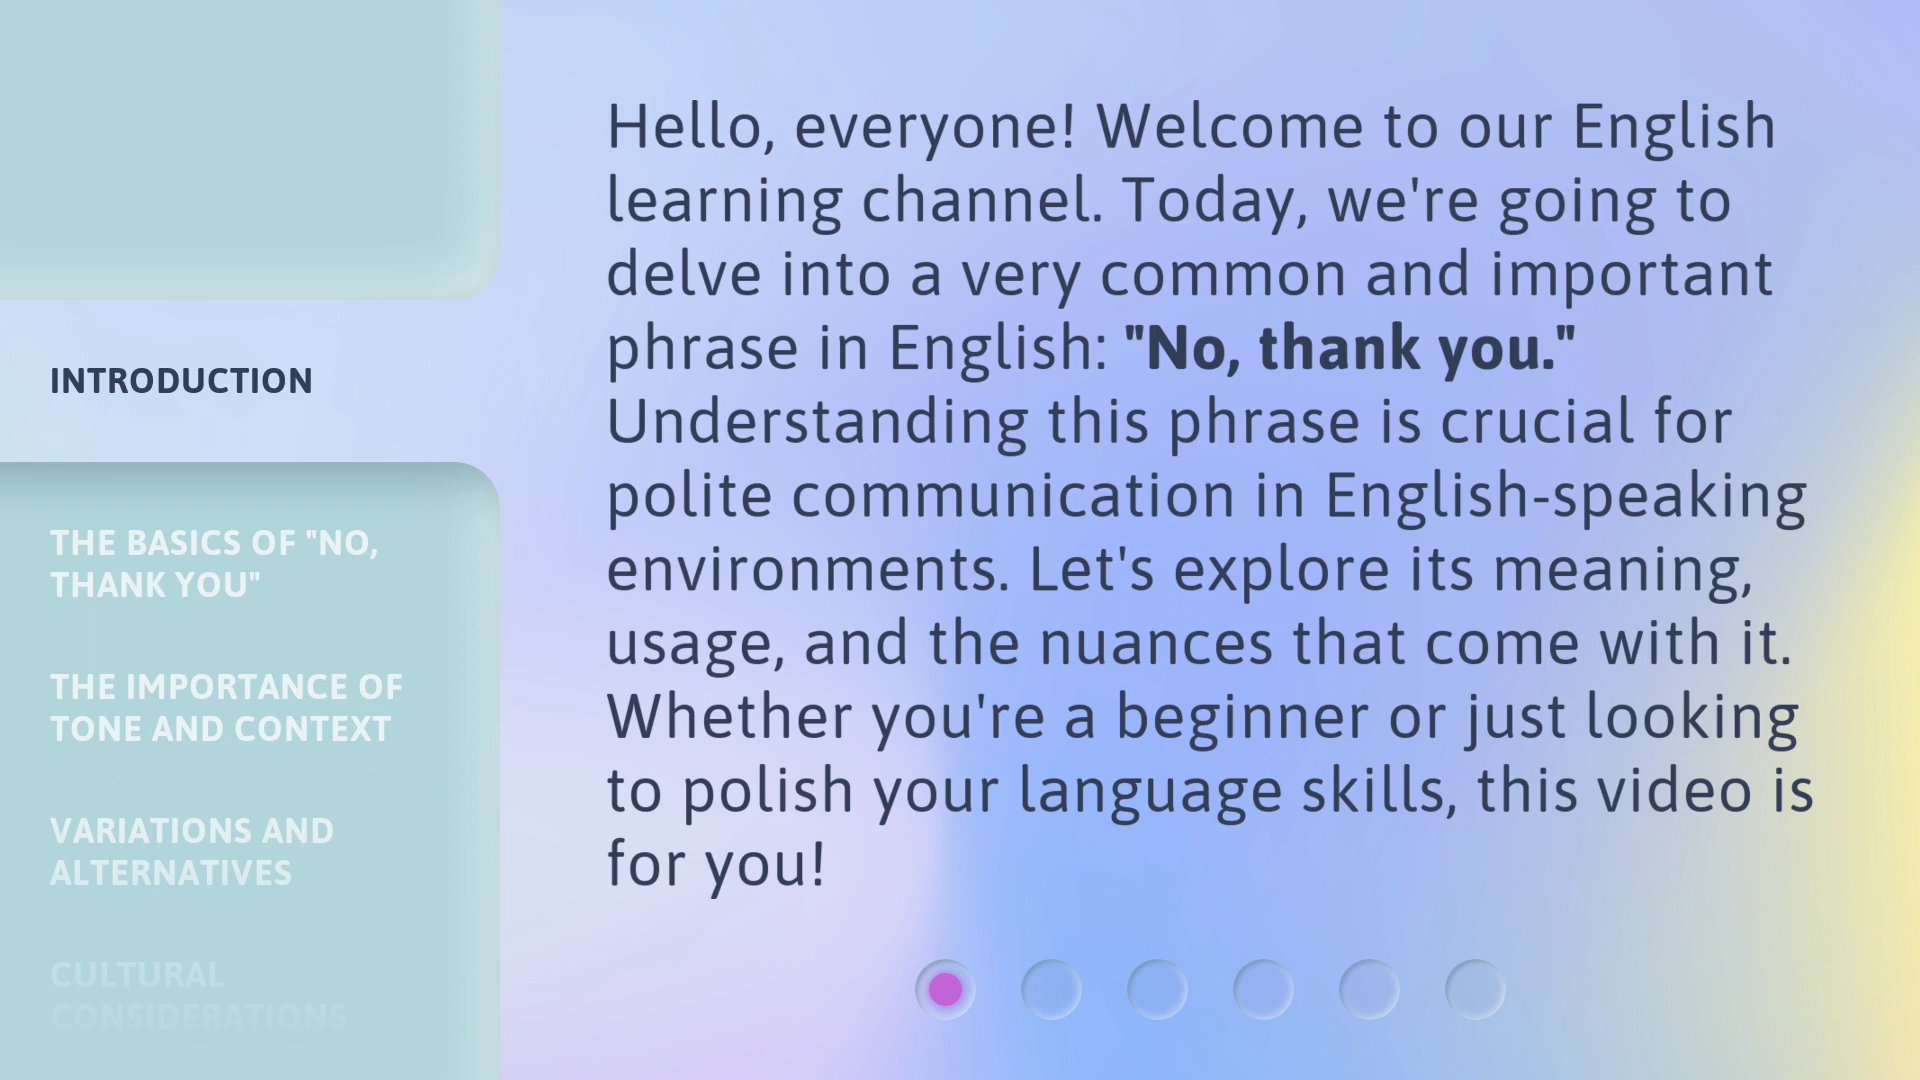 INTRODUCTION
THE BASICS OF "NO,
THANK YOU"
THE IMPORTANCE OF
TONE AND CONTEXT
VARIATIONS AND
ALTERNATIVES
CULTURAL
CONSIDERATIONS
Hello, everyone! Welcome to our English
learning channel. Today, we're going to
delve into a very common and important
phrase in English: "No, thank you."
Understanding this phrase is crucial for
polite communication in English-speaking
environments. Let's explore its meaning,
usage, and the nuances that come with it.
Whether you're a beginner or just looking
to polish your language skills, this video is
for you!